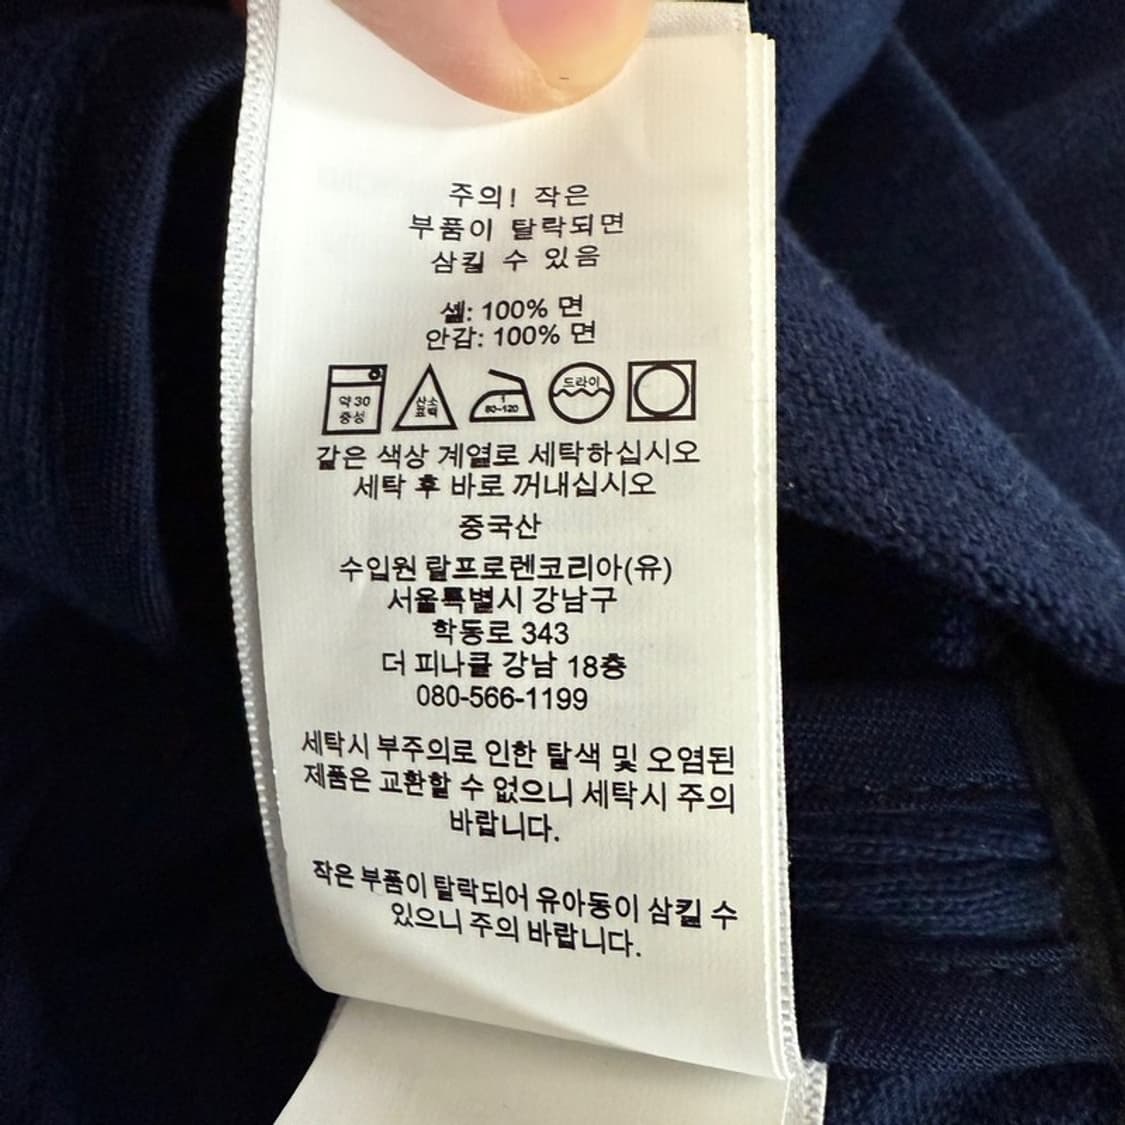 주의! 작은
부품이 탈락되면
삼킬 수 있음
셸: 100% 면
안감: 100% 면
약 30
중성
산소
표백
1
80~120
드라이
같은 색상 계열로 세탁하십시오
세탁 후 바로 꺼내십시오
중국산
수입원 랄프로렌코리아(유)
서울특별시 강남구
학동로 343
더 피나클 강남 18층
080-566-1199
세탁시 부주의로 인한 탈색 및 오염된
제품은 교환할 수 없으니 세탁시 주의
바랍니다.
작은 부품이 탈락되어 유아동이 삼킬 수
있으니 주의 바랍니다.